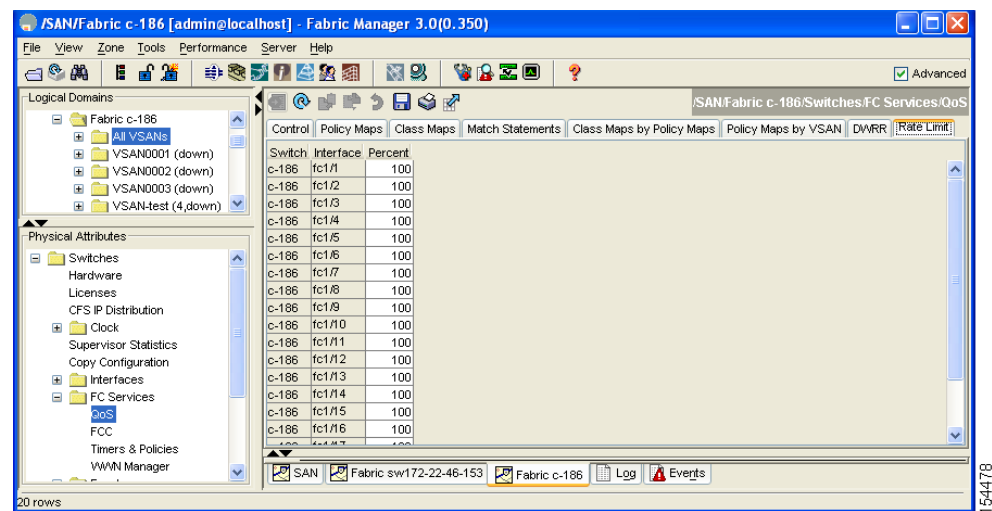 /SAN/Fabric c-186 [admin@localhost] - Fabric Manager 3.0(0.350)
File View Zone Tools Performance Server Help
Advanced
Logical Domains
Fabric c-186
All VSANs
VSAN0001 (down)
VSAN0002 (down)
VSAN0003 (down)
VSAN-test (4,down)
Physical Attributes
Switches
Hardware
Licenses
CFS IP Distribution
Clock
Supervisor Statistics
Copy Configuration
Interfaces
FC Services
QoS
FCC
Timers & Policies
WWN Manager
/SAN/Fabric c-186/Switches/FC Services/QoS
Control Policy Maps Class Maps Match Statements Class Maps by Policy Maps Policy Maps by VSAN DWRR Rate Limit
Switch Interface Percent
c-186 fc1/1 100
c-186 fc1/2 100
c-186 fc1/3 100
c-186 fc1/4 100
c-186 fc1/5 100
c-186 fc1/6 100
c-186 fc1/7 100
c-186 fc1/8 100
c-186 fc1/9 100
c-186 fc1/10 100
c-186 fc1/11 100
c-186 fc1/12 100
c-186 fc1/13 100
c-186 fc1/14 100
c-186 fc1/15 100
c-186 fc1/16 100
SAN Fabric sw172-22-46-153 Fabric c-186 Log Events
20 rows
154478